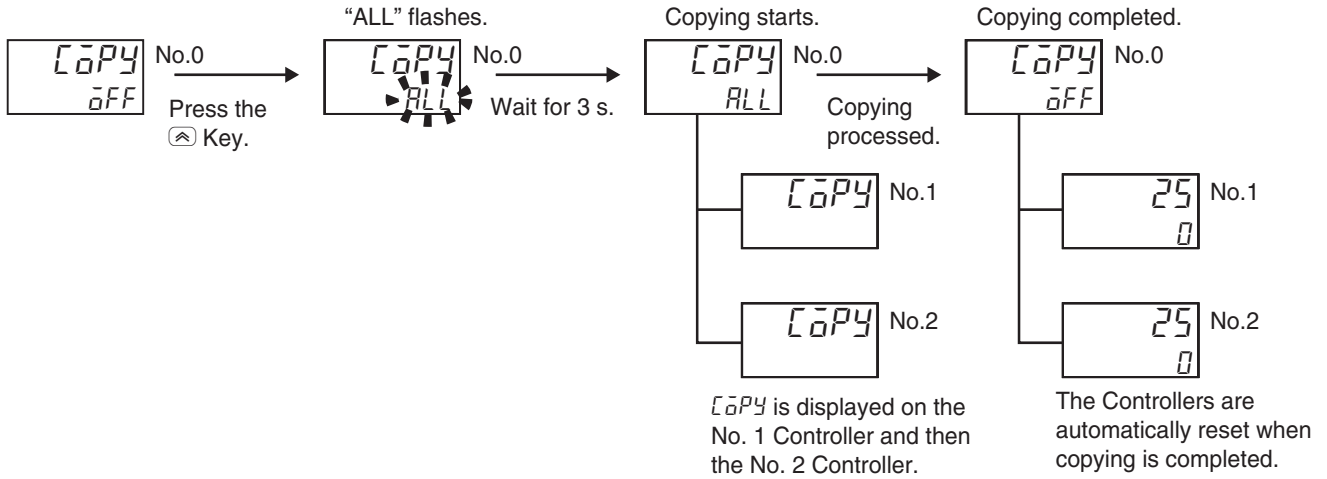 “ALL” flashes.
Copying starts.
Copying completed.
CoPY
oFF
No.0
Press the
Key.
CoPY
ALL
No.0
Wait for 3 s.
CoPY
ALL
No.0
Copying
processed.
CoPY
oFF
No.0
CoPY
No.1
25
0
No.1
CoPY
No.2
25
0
No.2
CoPY is displayed on the
No. 1 Controller and then
the No. 2 Controller.
The Controllers are
automatically reset when
copying is completed.